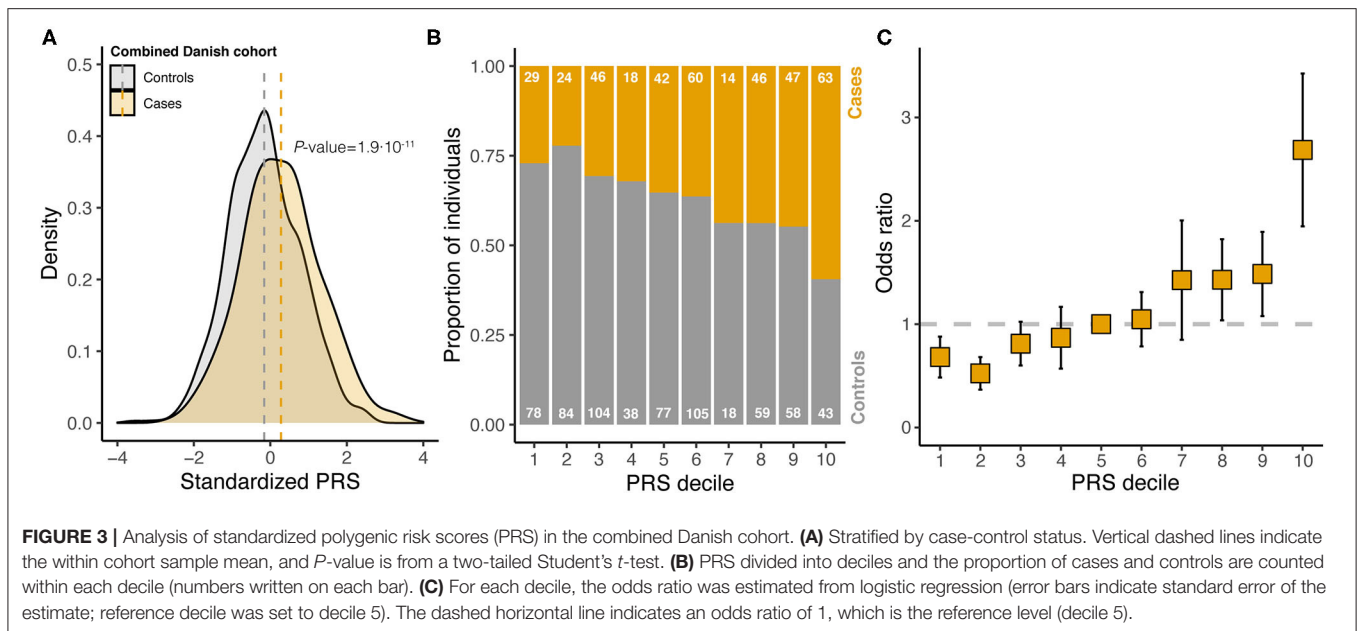 A
Combined Danish cohort
Controls
Cases
P-value=1.9·10⁻¹¹
0.5
0.4
0.3
0.2
0.1
0.0
Density
−4 −2 0 2 4
Standardized PRS
B
1.00
0.75
0.50
0.25
0.00
Proportion of individuals
29 24 46 18 42 60 14 46 47 63
Cases
78 84 104 38 77 105 18 59 58 43
Controls
1 2 3 4 5 6 7 8 9 10
PRS decile
C
3
2
1
0
Odds ratio
1 2 3 4 5 6 7 8 9 10
PRS decile
FIGURE 3 | Analysis of standardized polygenic risk scores (PRS) in the combined Danish cohort. (A) Stratified by case-control status. Vertical dashed lines indicate
the within cohort sample mean, and P-value is from a two-tailed Student's t-test. (B) PRS divided into deciles and the proportion of cases and controls are counted
within each decile (numbers written on each bar). (C) For each decile, the odds ratio was estimated from logistic regression (error bars indicate standard error of the
estimate; reference decile was set to decile 5). The dashed horizontal line indicates an odds ratio of 1, which is the reference level (decile 5).